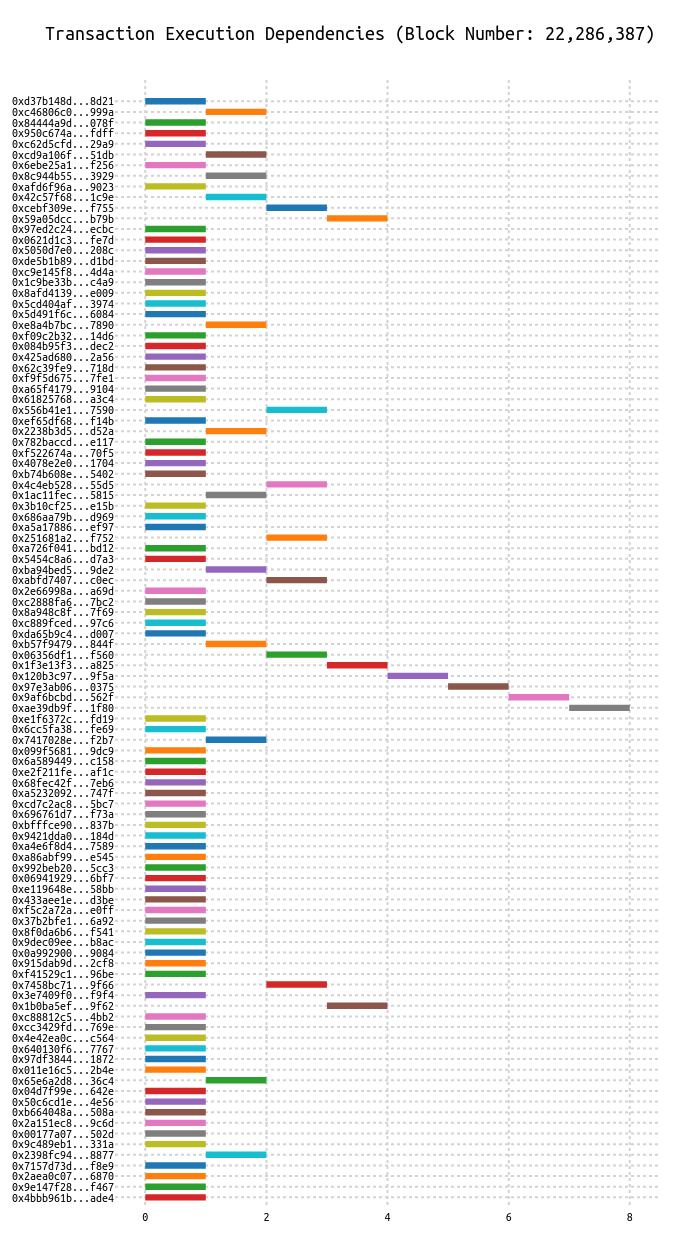 Transaction Execution Dependencies (Block Number: 22,286,387)
0xd37b148d...8d21
0xc46806c0...999a
0x84444a9d...078f
0x950c674a...fdff
0xc62d5cfd...29a9
0xcd9a106f...51db
0x6ebe25a1...f256
0x8c944b55...3929
0xafd6f96a...9023
0x42c57f68...1c9e
0xcebf309e...f755
0x59a05dcc...b79b
0x97ed2c24...ecbc
0x0621d1c3...fe7d
0x5050d7e0...208c
0xde5b1b89...d1bd
0xc9e145f8...4d4a
0x1c9be33b...c4a9
0x8afd4139...e009
0x5cd404af...3974
0x5d491f6c...6084
0xe8a4b7bc...7890
0xf09c2b32...14d6
0x084b95f3...dec2
0x425ad680...2a56
0x62c39fe9...718d
0xf9f5d675...7fe1
0xa65f4179...9104
0x61825768...a3c4
0x556b41e1...7590
0xef65df68...f14b
0x2238b3d5...d52a
0x782baccd...e117
0xf522674a...70f5
0x4078e2e0...1704
0xb74b608e...5402
0x4c4eb528...55d5
0x1ac11fec...5815
0x3b10cf25...e15b
0x686aa79b...d969
0xa5a17886...ef97
0x251681a2...f752
0xa726f041...bd12
0x5454c8a6...d7a3
0xba94bed5...9de2
0xabfd7407...c0ec
0x2e66998a...a69d
0xc2888fa6...7bc2
0x8a948c8f...7f69
0xc889fced...97c6
0xda65b9c4...d007
0xb57f9479...844f
0x06356df1...f560
0x1f3e13f3...a825
0x120b3c97...9f5a
0x97e3ab06...0375
0x9af6bcbd...562f
0xae39db9f...1f80
0xe1f6372c...fd19
0x6cc5fa38...fe69
0x7417028e...f2b7
0x099f5681...9dc9
0x6a589449...c158
0xe2f211fe...af1c
0x68fec42f...7eb6
0xa5232092...747f
0xcd7c2ac8...5bc7
0x696761d7...f73a
0xbfffce90...837b
0x9421dda0...184d
0xa4e6f8d4...7589
0xa86abf99...e545
0x992beb20...5cc3
0x06941929...6bf7
0xe119648e...58bb
0x433aee1e...d3be
0xf5c2a72a...e0ff
0x37b2bfe1...6a92
0x8f0da6b6...f541
0x9dec09ee...b8ac
0x0a992900...9084
0x915dab9d...2cf8
0xf41529c1...96be
0x7458bc71...9f66
0x3e7409f0...f9f4
0x1b0ba5ef...9f62
0xc88812c5...4bb2
0xcc3429fd...769e
0x4e42ea0c...c564
0x640130f6...7767
0x97df3844...1872
0x011e16c5...2b4e
0x65e6a2d8...36c4
0x04d7f99e...642e
0x50c6cd1e...4e56
0xb664048a...508a
0x2a151ec8...9c6d
0x00177a07...502d
0x9c489eb1...331a
0x2398fc94...8877
0x7157d73d...f8e9
0x2aea0c07...6870
0x9e147f28...f467
0x4bbb961b...ade4
0 2 4 6 8